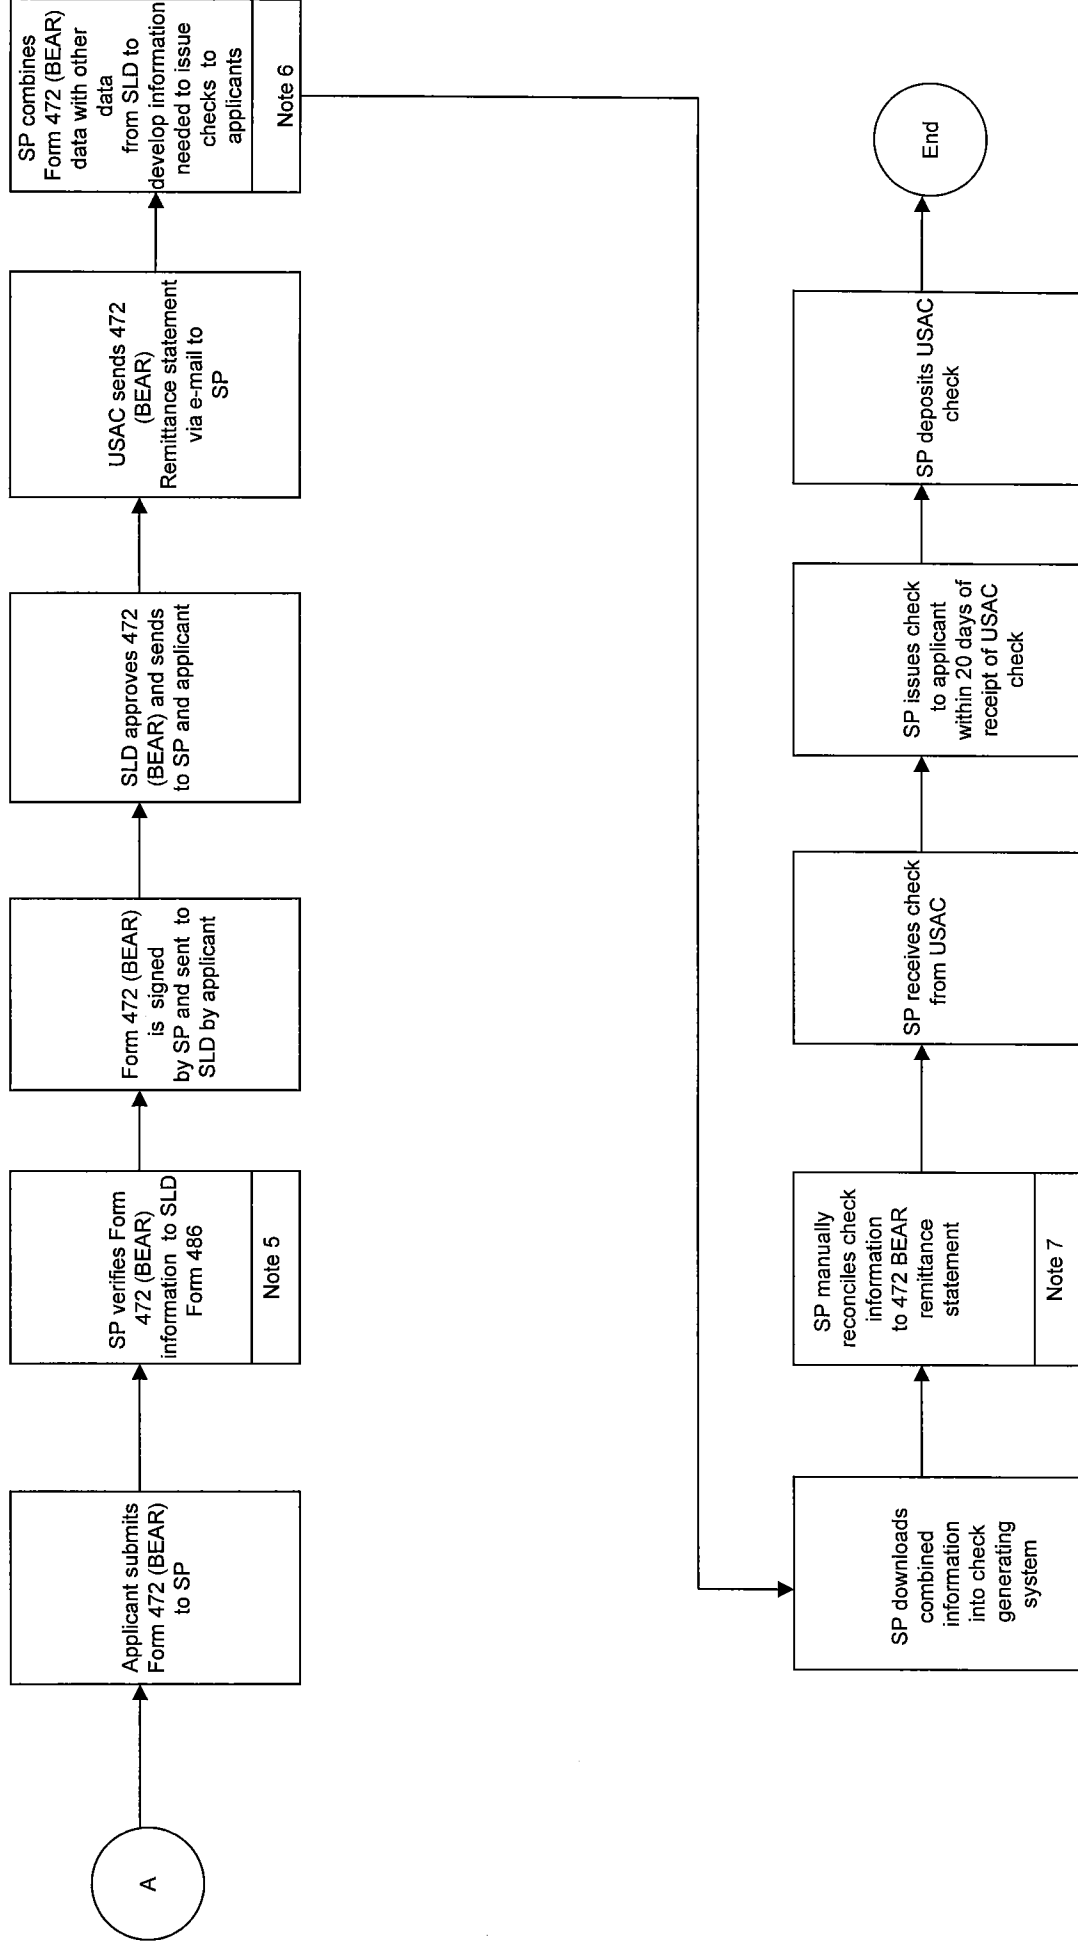 A
Applicant submits
Form 472 (BEAR)
to SP
SP verifies Form
472 (BEAR)
information to SLD
Form 486
Note 5
Form 472 (BEAR)
is signed
by SP and sent to
SLD by applicant
SLD approves 472
(BEAR) and sends
to SP and applicant
USAC sends 472
(BEAR)
Remittance statement
via e-mail to
SP
SP combines
Form 472 (BEAR)
data with other
data
from SLD to
develop information
needed to issue
checks to
applicants
Note 6
SP downloads
combined
information
into check
generating
system
SP manually
reconciles check
information
to 472 BEAR
remittance
statement
Note 7
SP receives check
from USAC
SP issues check
to applicant
within 20 days of
receipt of USAC
check
SP deposits USAC
check
End